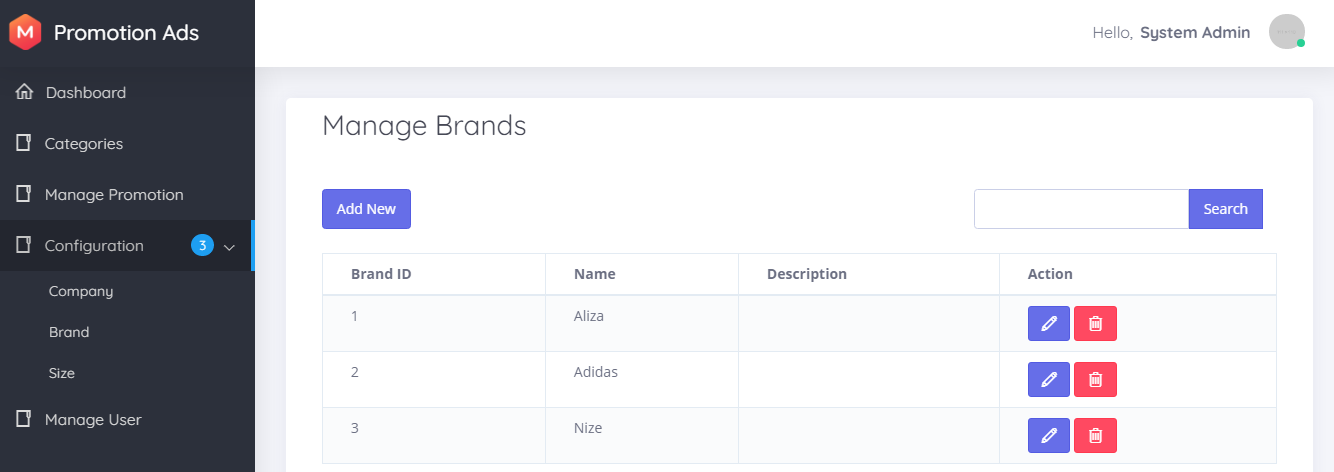 M Promotion Ads
Hello, System Admin
Dashboard
Categories
Manage Promotion
Configuration 3
Company
Brand
Size
Manage User
Manage Brands
Add New
Search
Brand ID Name Description Action
1 Aliza
2 Adidas
3 Nize